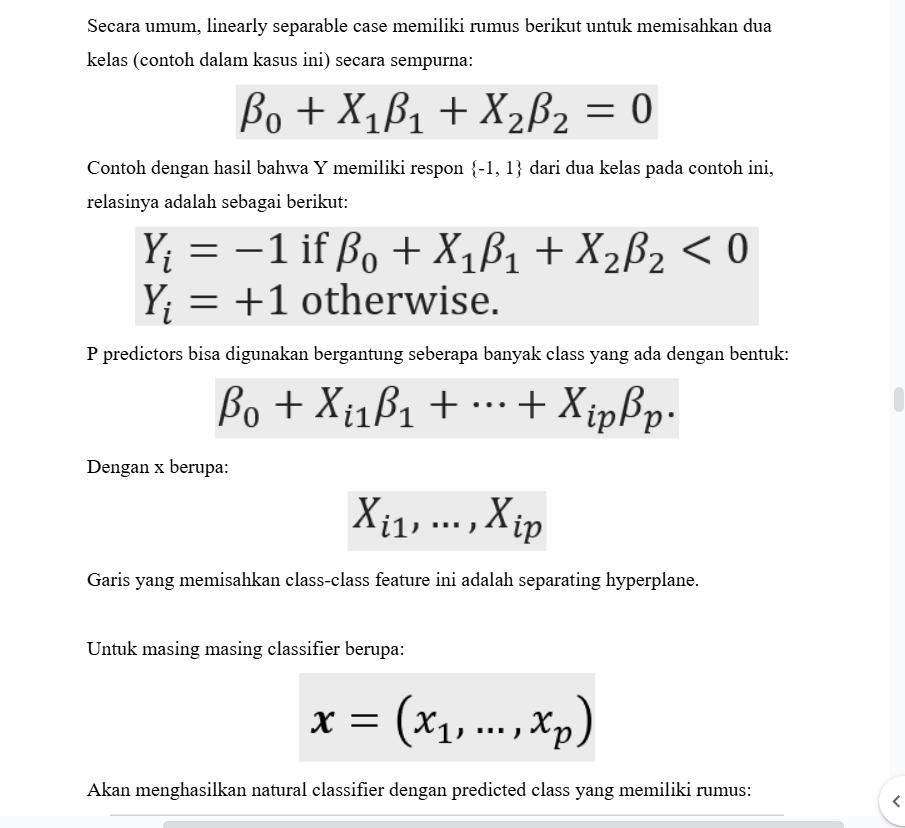 Secara umum, linearly separable case memiliki rumus berikut untuk memisahkan dua
kelas (contoh dalam kasus ini) secara sempurna:
β₀ + X₁β₁ + X₂β₂ = 0
Contoh dengan hasil bahwa Y memiliki respon {-1, 1} dari dua kelas pada contoh ini,
relasinya adalah sebagai berikut:
Yᵢ = −1 if β₀ + X₁β₁ + X₂β₂ < 0
Yᵢ = +1 otherwise.
P predictors bisa digunakan bergantung seberapa banyak class yang ada dengan bentuk:
β₀ + Xᵢ₁β₁ + ··· + Xᵢₚβₚ.
Dengan x berupa:
Xᵢ₁, ... , Xᵢₚ
Garis yang memisahkan class-class feature ini adalah separating hyperplane.
Untuk masing masing classifier berupa:
x = (x₁, ... , xₚ)
Akan menghasilkan natural classifier dengan predicted class yang memiliki rumus: